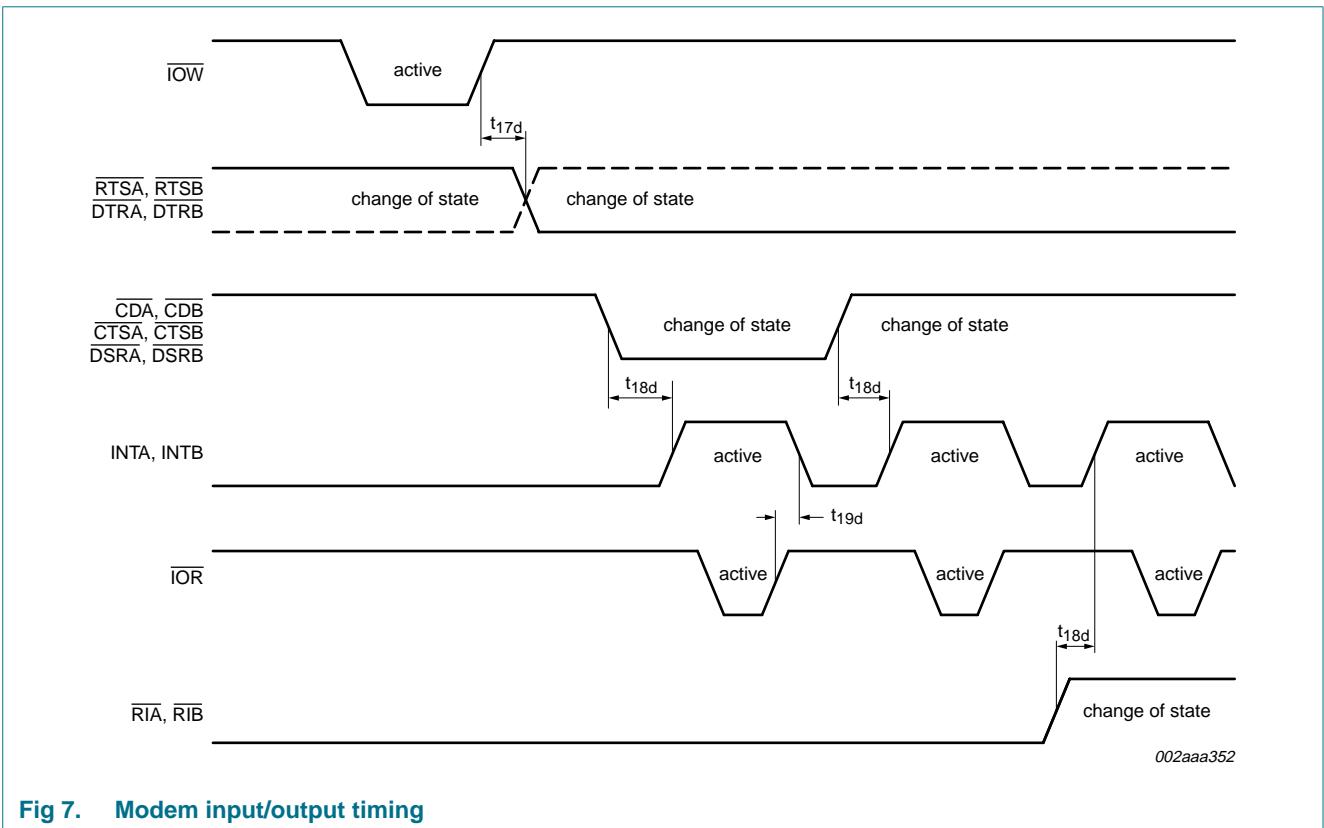 IOW
active
t17d
RTSA, RTSB
DTRA, DTRB
change of state
change of state
CDA, CDB
CTSA, CTSB
DSRA, DSRB
change of state
change of state
t18d
t18d
INTA, INTB
active
active
active
t19d
IOR
active
active
active
t18d
RIA, RIB
change of state
002aaa352
Fig 7. Modem input/output timing